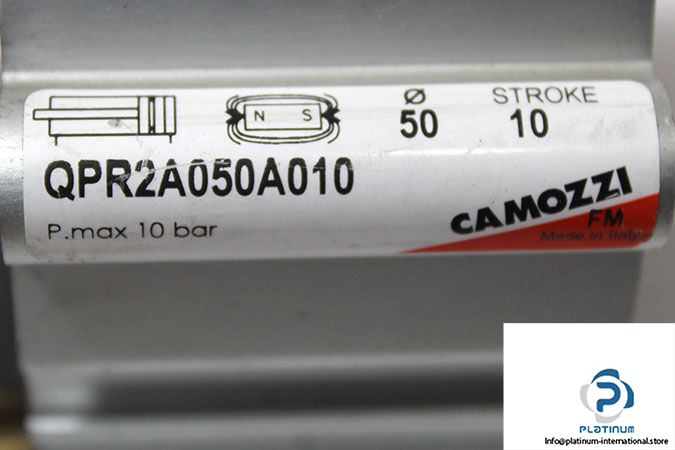 N S
Ø STROKE
50 10
QPR2A050A010
P.max 10 bar
CAMOZZI
FM
Made in Italy
P
PLATINUM
Info@platinum-international.store